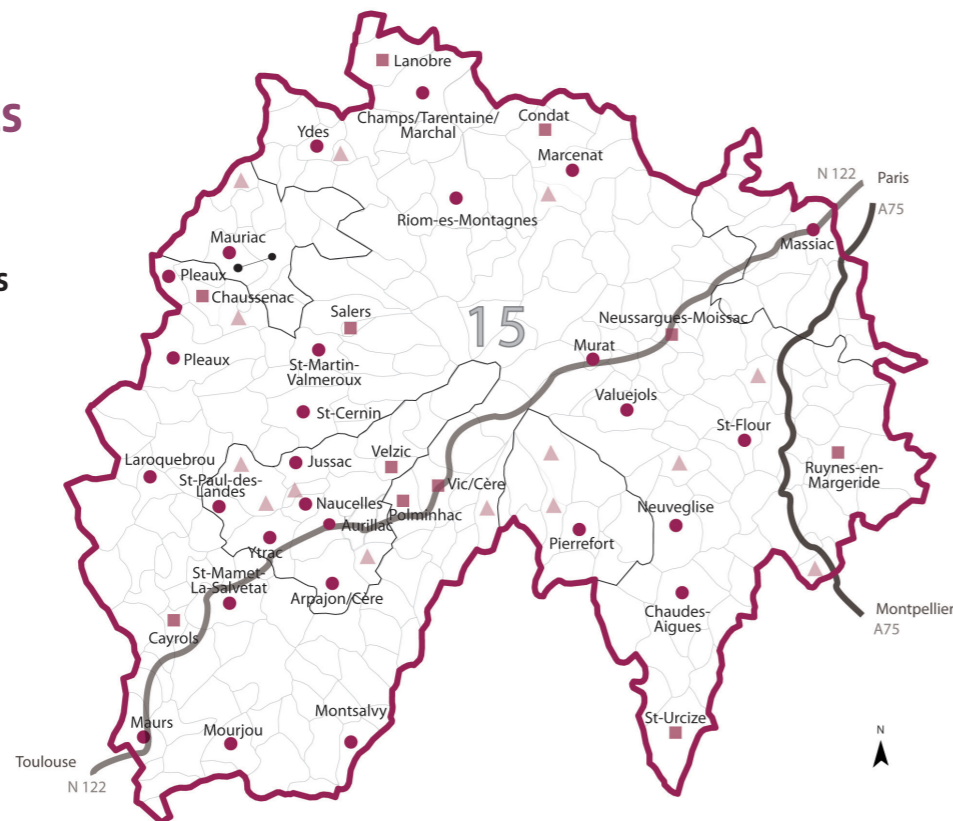 Lanobre
s
Champs/Tarentaine/
Marchal
Condat
Ydes
Marcenat
N 122
Paris
A75
Riom-es-Montagnes
Mauriac
Massiac
Pleaux
s
Chaussenac
Salers
15
Neussargues-Moissac
Murat
Pleaux
St-Martin-
Valmeroux
Valuejols
St-Cernin
St-Flour
Laroquebrou
Jussac
Velzic
St-Paul-des-
Landes
Ruynes-en-
Margeride
Vic/Cère
Naucelles
Polminhac
Neuveglise
Aurillac
Ytrac
Pierrefort
St-Mamet-
La-Salvetat
Arpajon/Cère
Chaudes-
Aigues
Montpellier
A75
Cayrols
Montsalvy
St-Urcize
Maurs
Mourjou
N
Toulouse
N 122